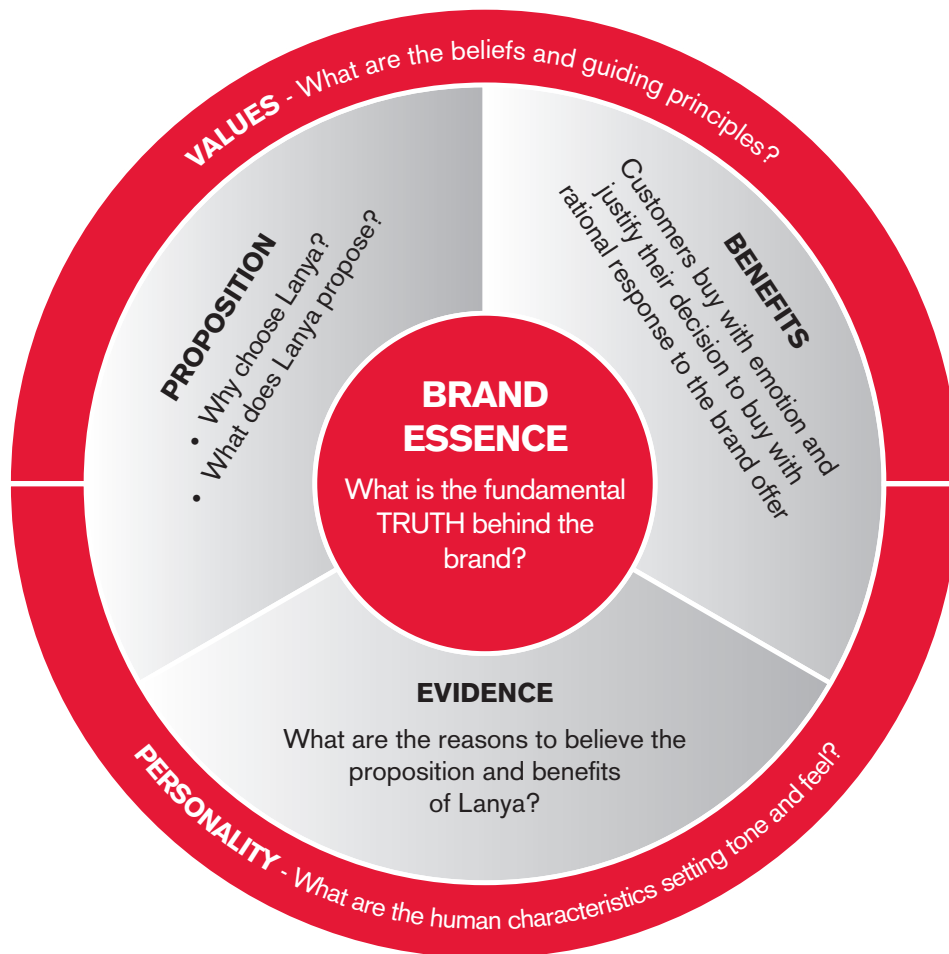 VALUES - What are the beliefs and guiding principles?
PROPOSITION
• Why choose Lanya?
• What does Lanya propose?
BENEFITS
Customers buy with emotion and
justify their decision to buy with
rational response to the brand offer
BRAND
ESSENCE
What is the fundamental
TRUTH behind the
brand?
EVIDENCE
What are the reasons to believe the
proposition and benefits
of Lanya?
PERSONALITY - What are the human characteristics setting tone and feel?